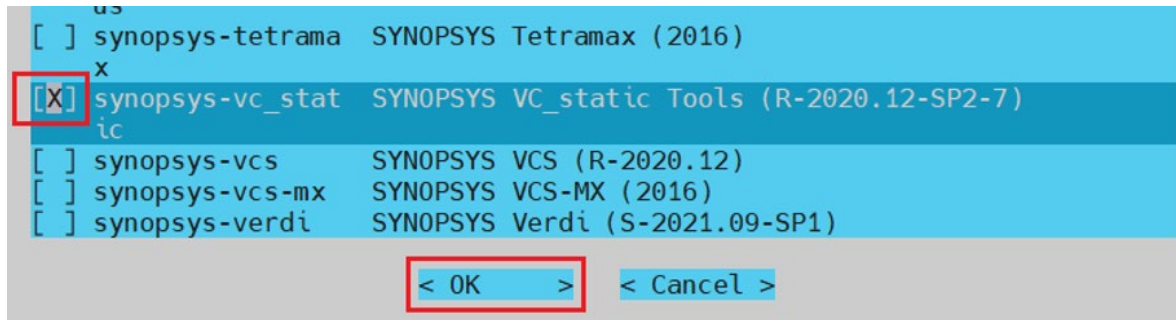 us
[ ] synopsys-tetrama SYNOPSYS Tetramax (2016)
x
[X] synopsys-vc_stat SYNOPSYS VC_static Tools (R-2020.12-SP2-7)
ic
[ ] synopsys-vcs SYNOPSYS VCS (R-2020.12)
[ ] synopsys-vcs-mx SYNOPSYS VCS-MX (2016)
[ ] synopsys-verdi SYNOPSYS Verdi (S-2021.09-SP1)
< OK > < Cancel >